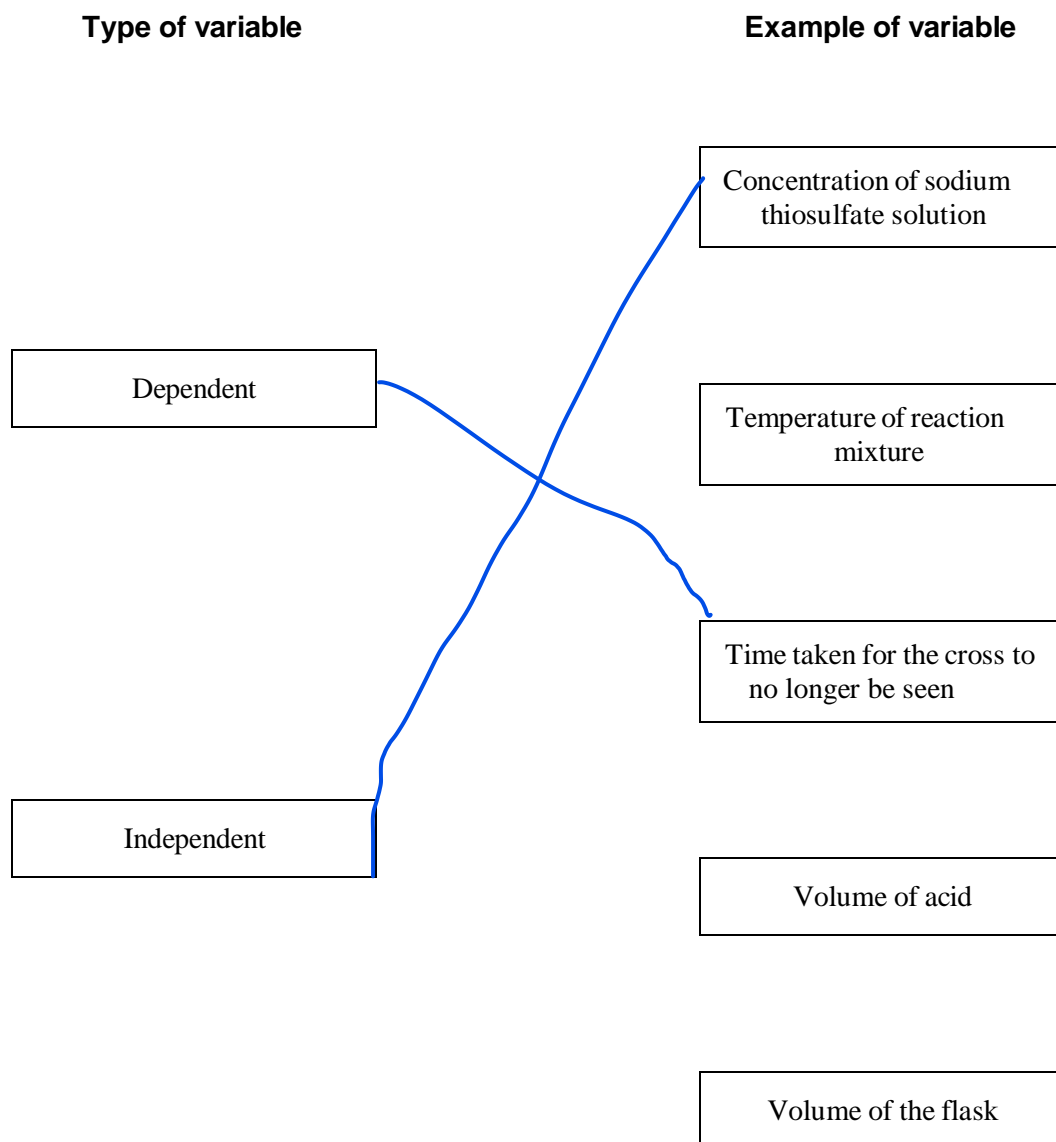 Type of variable
Example of variable
Concentration of sodium
thiosulfate solution
Dependent
Temperature of reaction
mixture
Time taken for the cross to
no longer be seen
Independent
Volume of acid
Volume of the flask